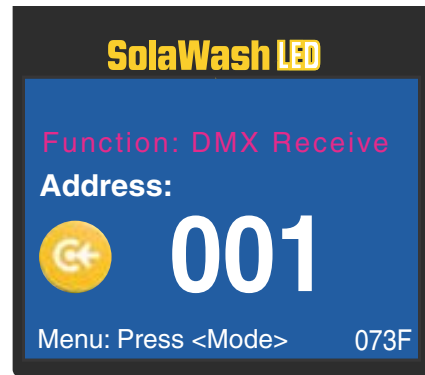 SolaWash LED
Function: DMX Receive
Address:
001
Menu: Press <Mode> 073F